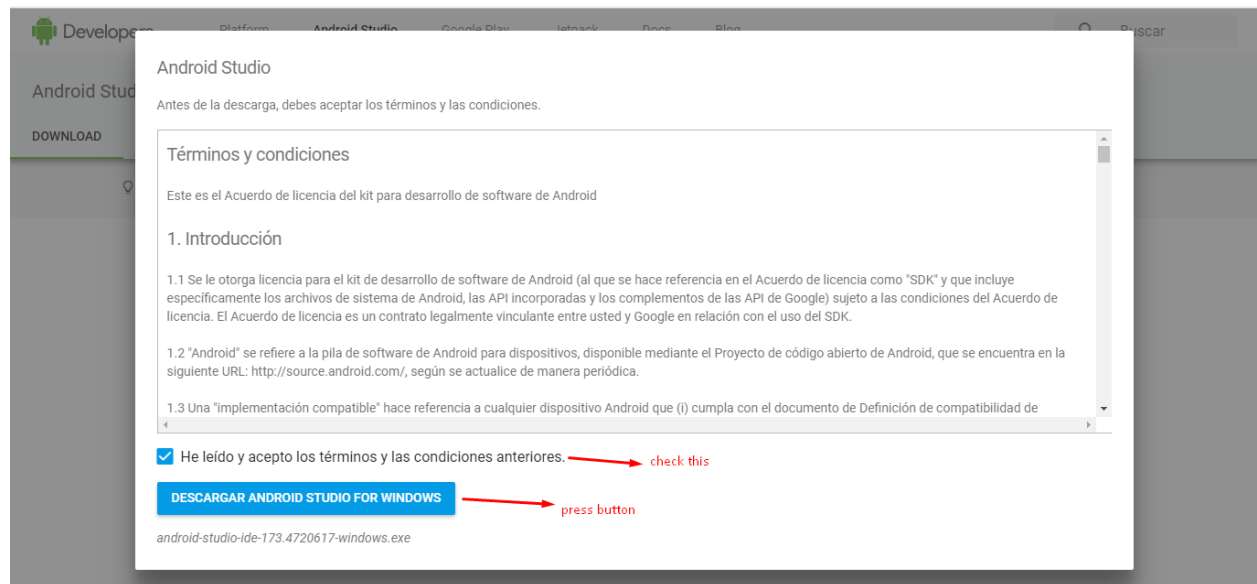 Developers Platform Android Studio Google Play Jetpack Docs Blog Buscar
Android Stud
DOWNLOAD
Android Studio
Antes de la descarga, debes aceptar los términos y las condiciones.
Términos y condiciones
Este es el Acuerdo de licencia del kit para desarrollo de software de Android
1. Introducción
1.1 Se le otorga licencia para el kit de desarrollo de software de Android (al que se hace referencia en el Acuerdo de licencia como "SDK" y que incluye
específicamente los archivos de sistema de Android, las API incorporadas y los complementos de las API de Google) sujeto a las condiciones del Acuerdo de
licencia. El Acuerdo de licencia es un contrato legalmente vinculante entre usted y Google en relación con el uso del SDK.
1.2 "Android" se refiere a la pila de software de Android para dispositivos, disponible mediante el Proyecto de código abierto de Android, que se encuentra en la
siguiente URL: http://source.android.com/, según se actualice de manera periódica.
1.3 Una "implementación compatible" hace referencia a cualquier dispositivo Android que (i) cumpla con el documento de Definición de compatibilidad de
He leído y acepto los términos y las condiciones anteriores. check this
DESCARGAR ANDROID STUDIO FOR WINDOWS press button
android-studio-ide-173.4720617-windows.exe